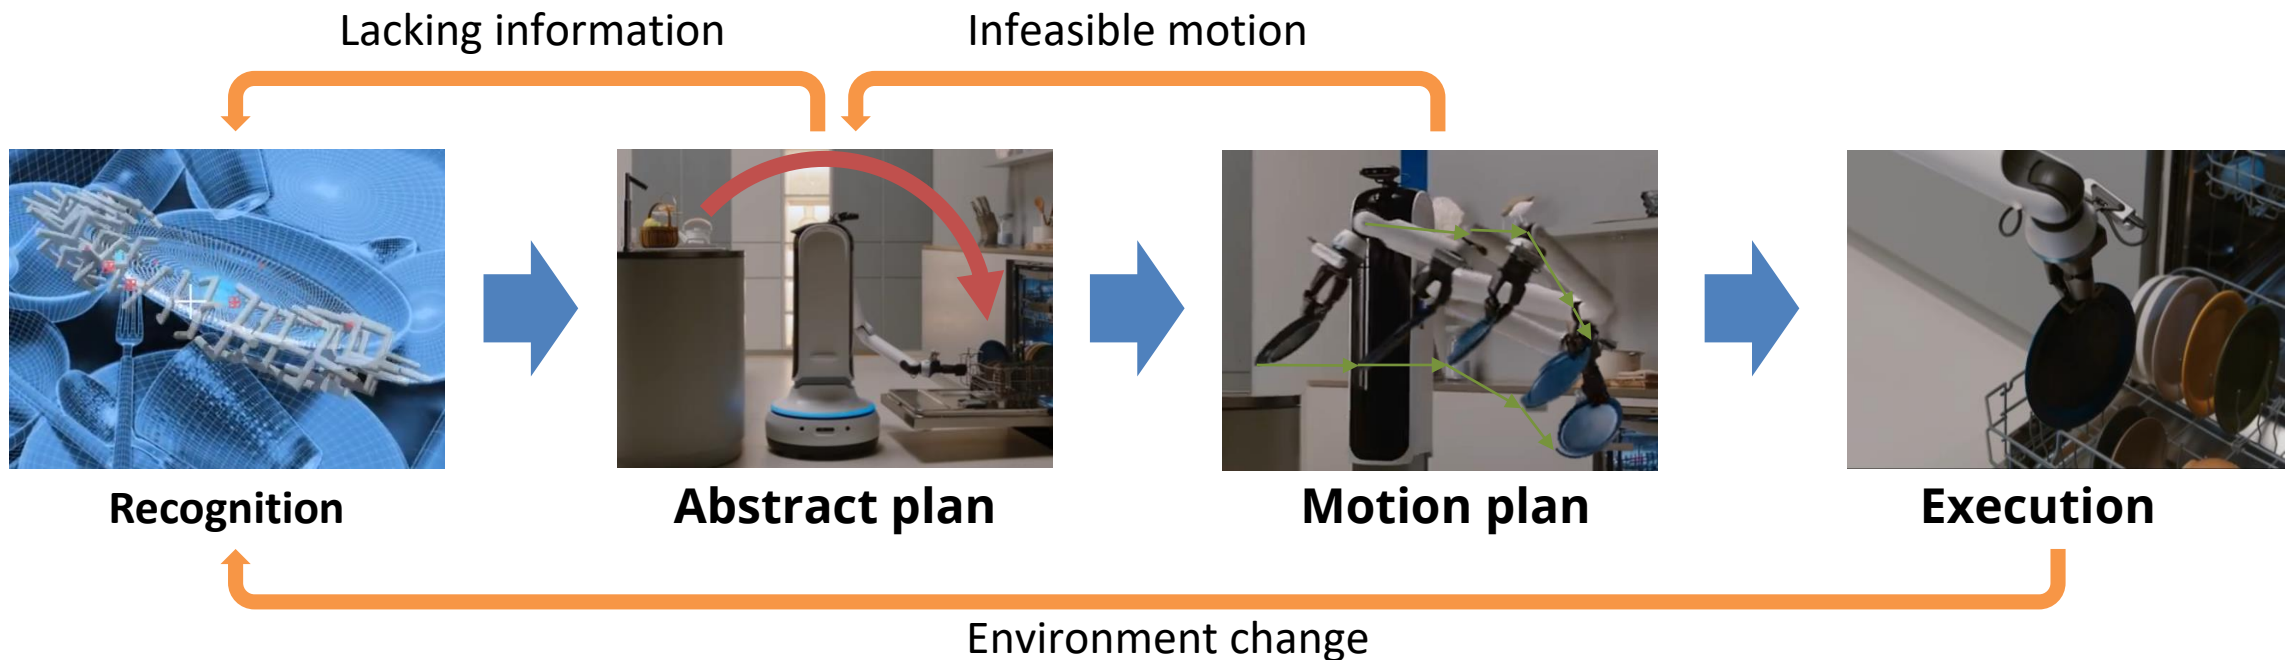 Lacking information
Infeasible motion
Recognition
Abstract plan
Motion plan
Execution
Environment change